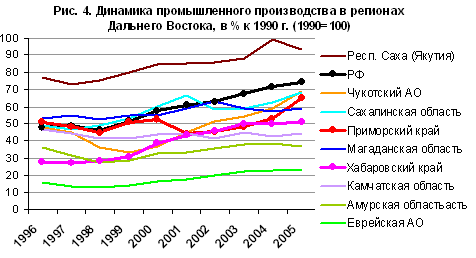 Рис. 4. Динамика промышленного производства в регионах
Дальнего Востока, в % к 1990 г. (1990=100)
100
90
80
70
60
50
40
30
20
10
0
1996
1997
1998
1999
2000
2001
2002
2003
2004
2005
Респ. Саха (Якутия)
РФ
Чукотский АО
Сахалинская область
Приморский край
Магаданская область
Хабаровский край
Камчатская область
Амурская областьасть
Еврейская АО